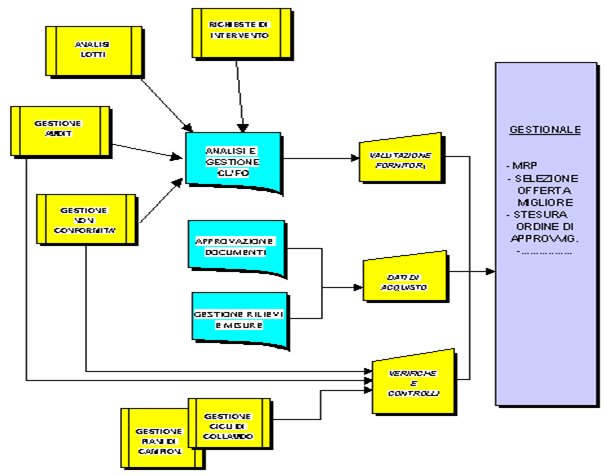 RICHIESTE DI
INTERVENTO
ANALISI
LOTTI
GESTIONE
AUDIT
ANALISI E
GESTIONE
CL/FO
VALUTAZIONE
FORNITORI
GESTIONE
NON
CONFORMITA'
APPROVAZIONE
DOCUMENTI
DATI DI
ACQUISTO
GESTIONE RILIEVI
E MISURE
VERIFICHE
E
CONTROLLI
GESTIONE
CICLI DI
COLLAUDO
GESTIONE
PIANI DI
CAMPION.
GESTIONALE
- MRP
- SELEZIONE
OFFERTA
MIGLIORE
- STESURA
ORDINE DI
APPROVVIG.
- ................